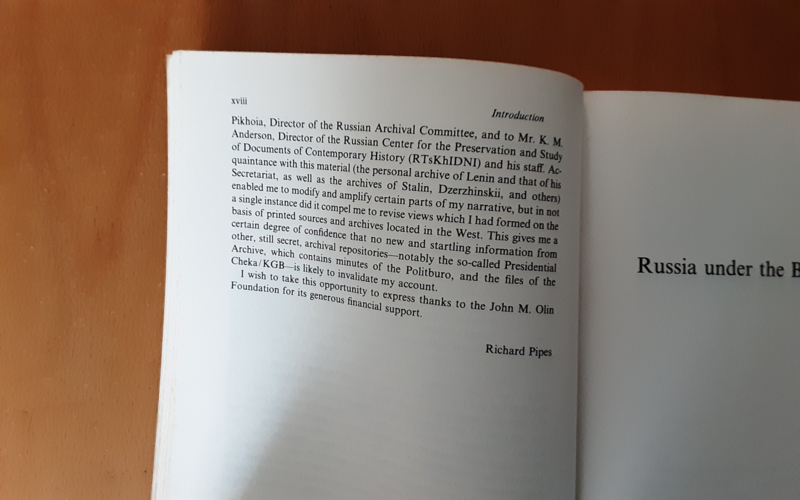 xviii
Introduction
Pikhoia, Director of the Russian Archival Committee, and to Mr. K. M.
Anderson, Director of the Russian Center for the Preservation and Study
of Documents of Contemporary History (RTsKhIDNI) and his staff. Ac-
quaintance with this material (the personal archive of Lenin and that of his
Secretariat, as well as the archives of Stalin, Dzerzhinskii, and others)
enabled me to modify and amplify certain parts of my narrative, but in not
a single instance did it compel me to revise views which I had formed on the
basis of printed sources and archives located in the West. This gives me a
certain degree of confidence that no new and startling information from
other, still secret, archival repositories—notably the so-called Presidential
Archive, which contains minutes of the Politburo, and the files of the
Cheka/KGB—is likely to invalidate my account.
I wish to take this opportunity to express thanks to the John M. Olin
Foundation for its generous financial support.
Richard Pipes
Russia under the B